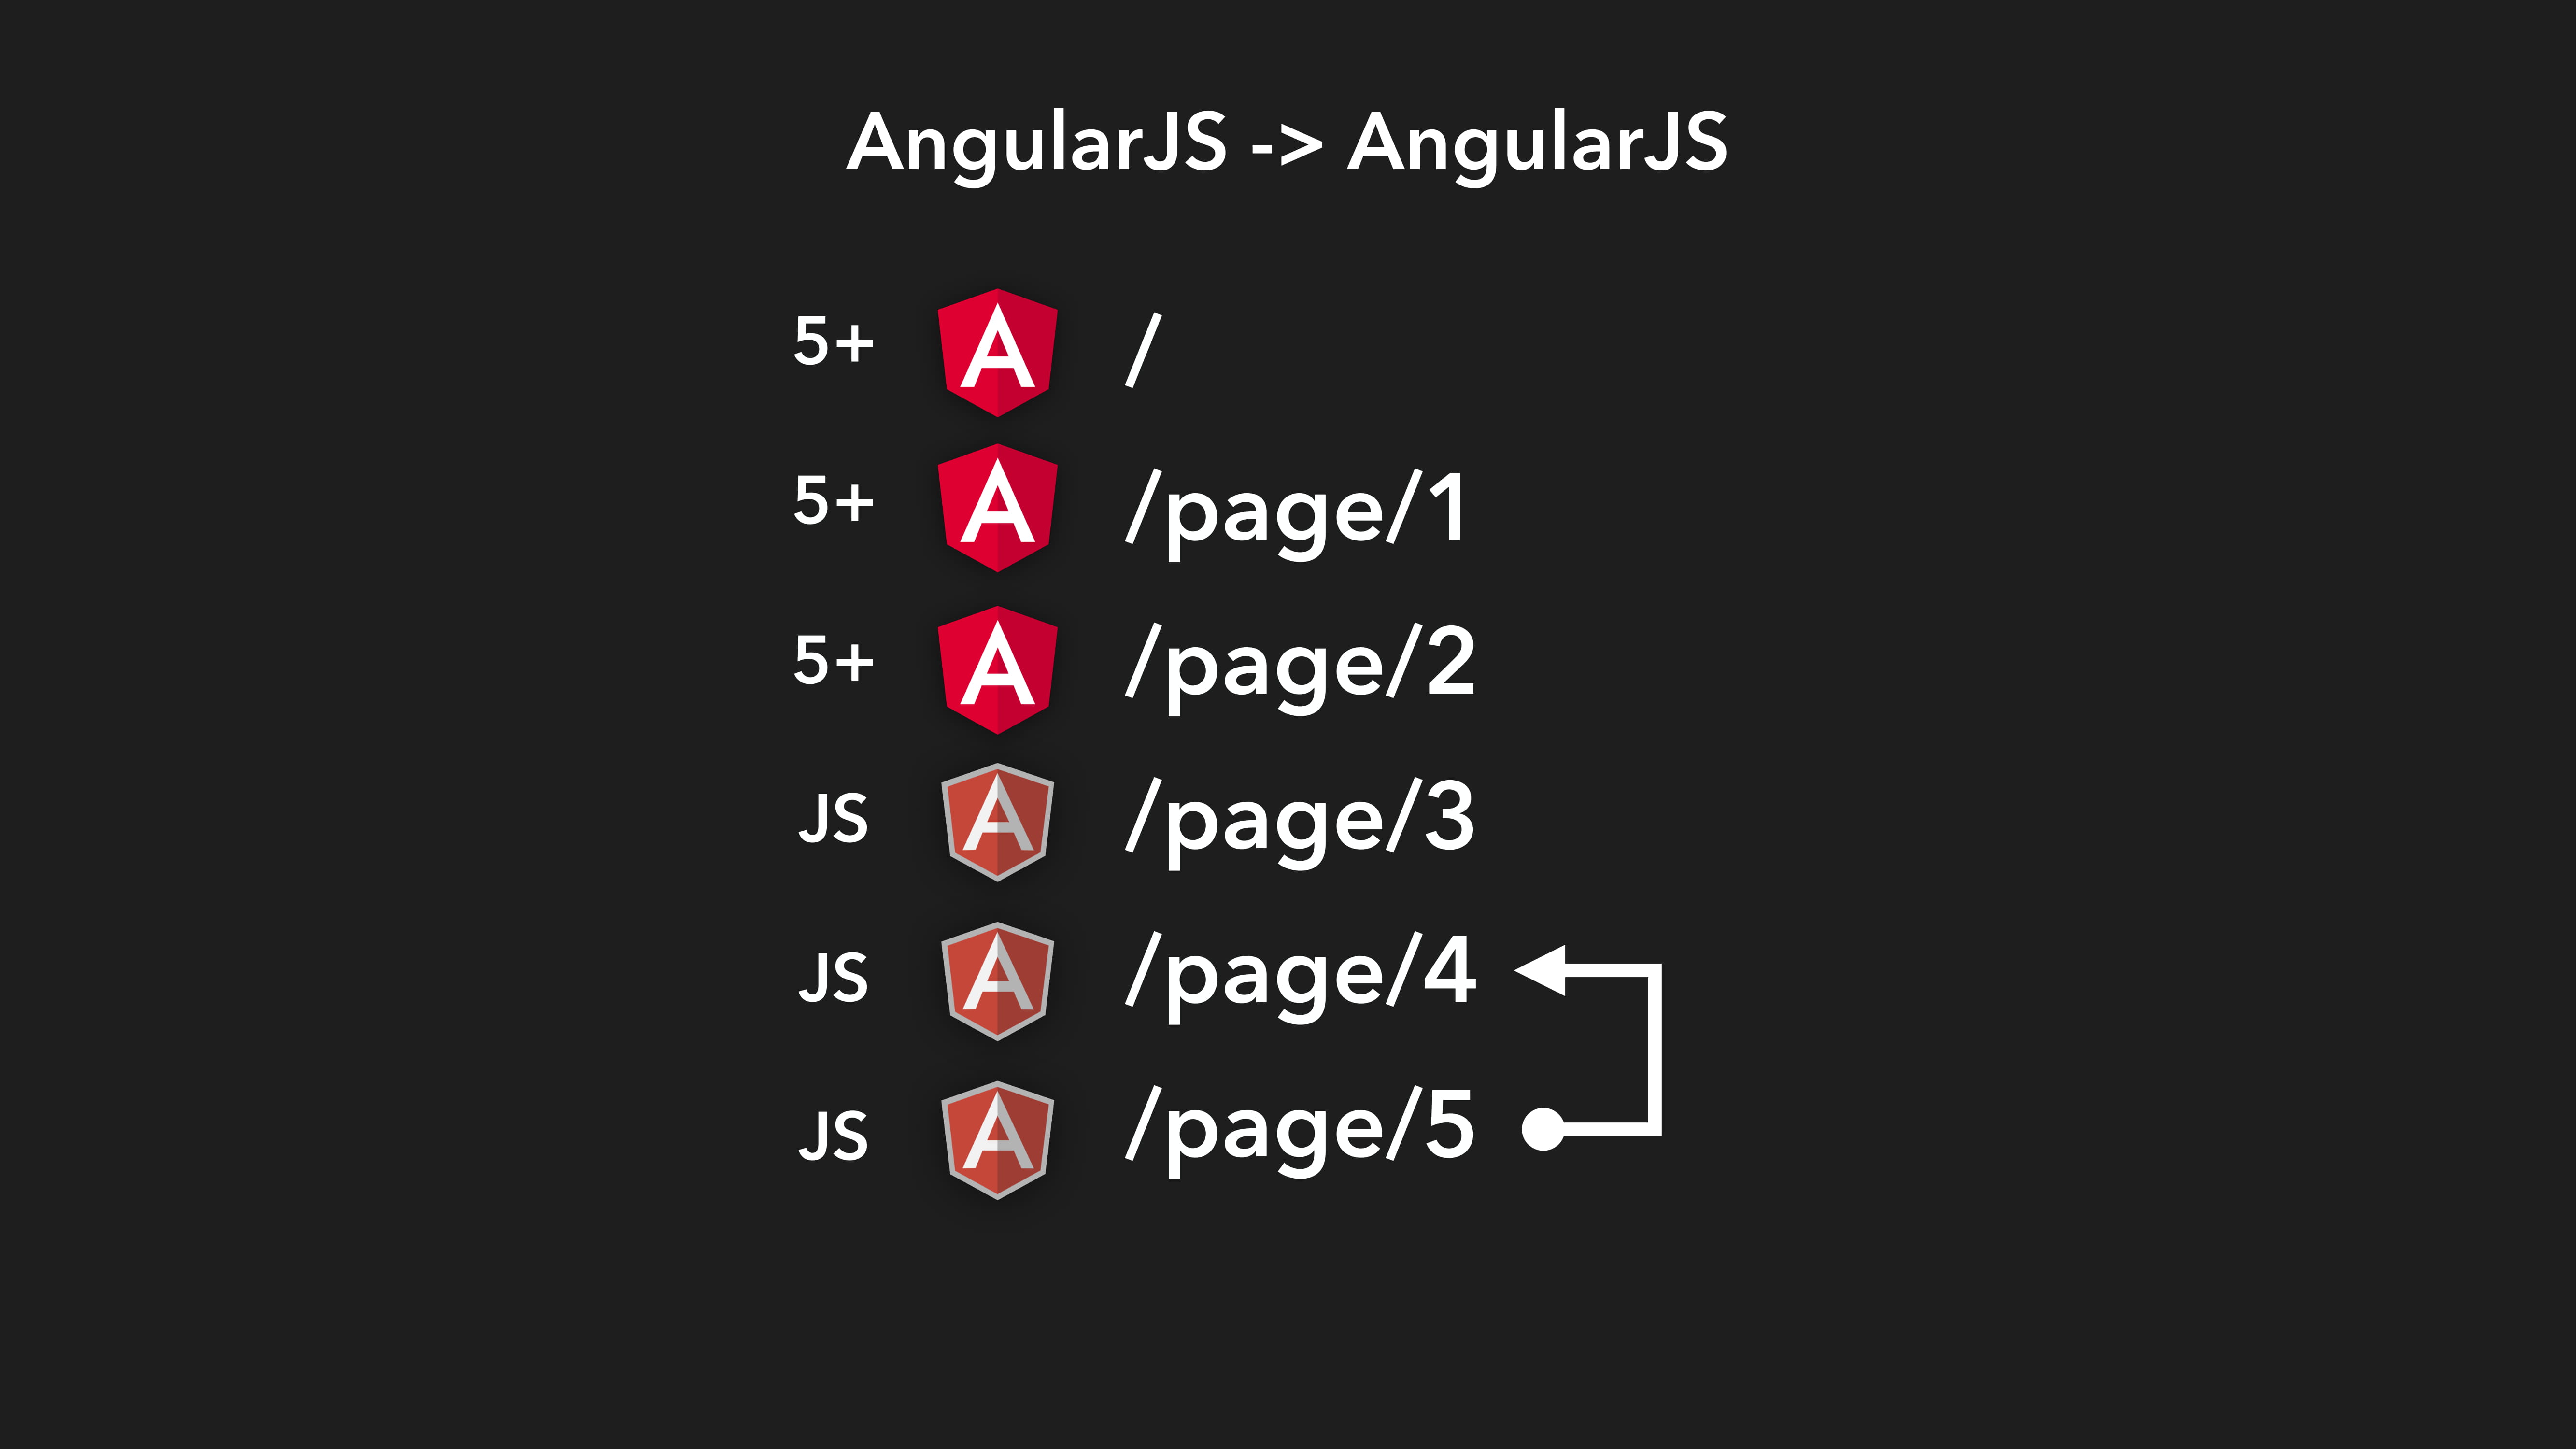 AngularJS -> AngularJS
5+ A /
5+ A /page/1
5+ A /page/2
JS A /page/3
JS A /page/4
JS A /page/5